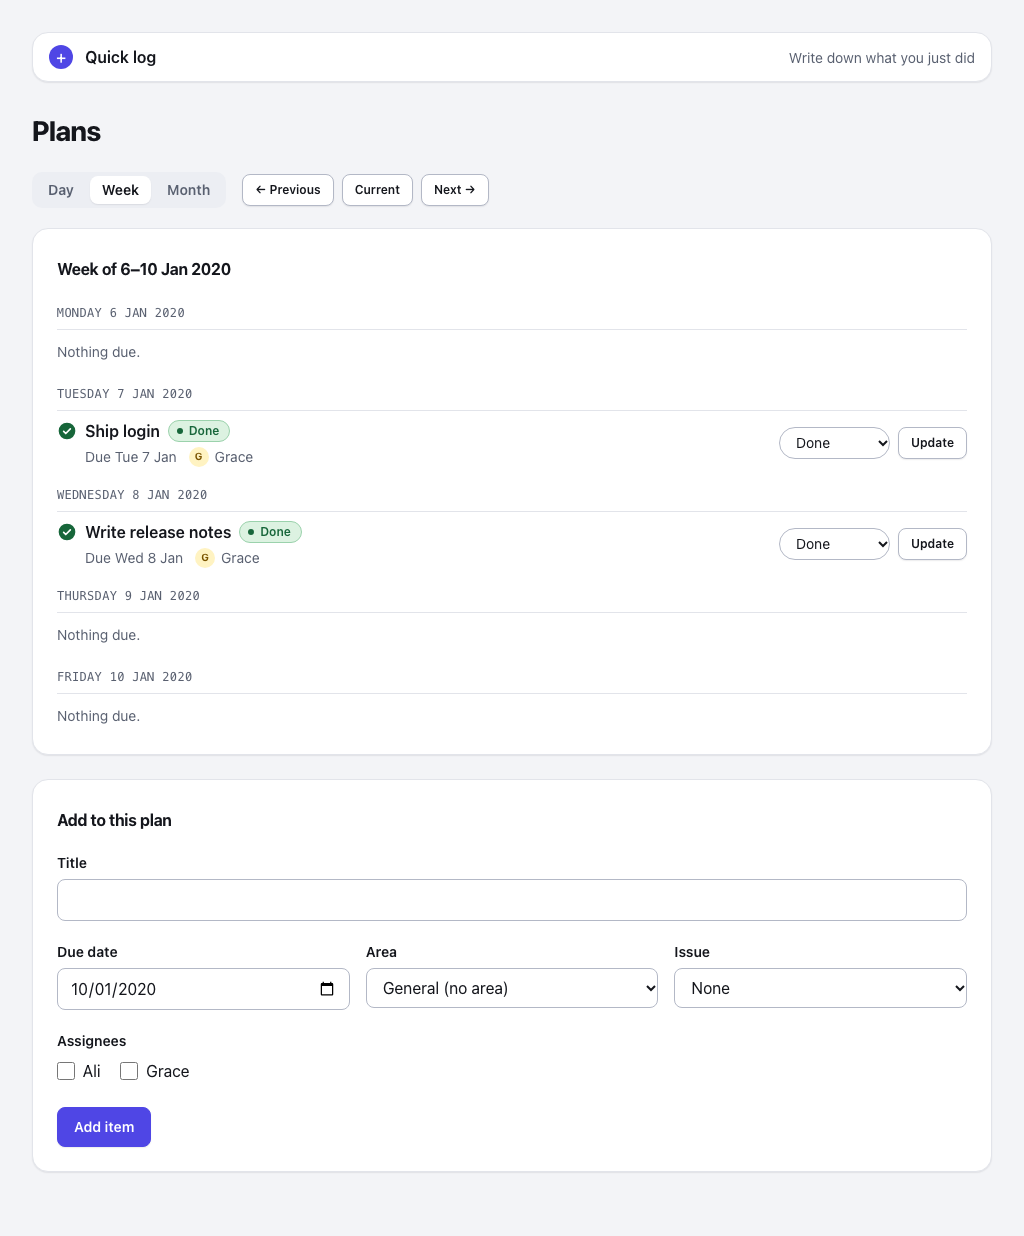 + Quick log Write down what you just did
Plans
Day Week Month ← Previous Current Next →
Week of 6–10 Jan 2020
MONDAY 6 JAN 2020
Nothing due.
TUESDAY 7 JAN 2020
Ship login Done Done Update
Due Tue 7 Jan G Grace
WEDNESDAY 8 JAN 2020
Write release notes Done Done Update
Due Wed 8 Jan G Grace
THURSDAY 9 JAN 2020
Nothing due.
FRIDAY 10 JAN 2020
Nothing due.
Add to this plan
Title
Due date Area Issue
10/01/2020 General (no area) None
Assignees
Ali Grace
Add item